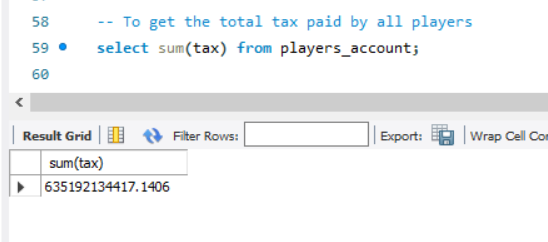 58 -- To get the total tax paid by all players
59 select sum(tax) from players_account;
60
Result Grid Filter Rows: Export: Wrap Cell Con
sum(tax)
635192134417.1406